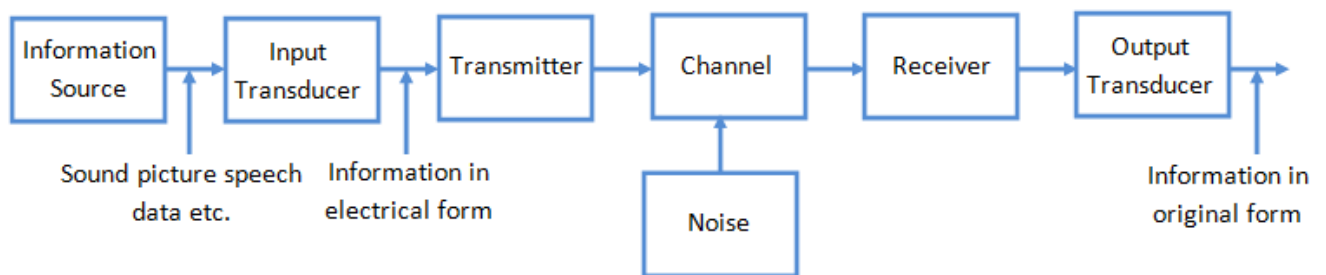 Information
Source
Input
Transducer
Transmitter
Channel
Receiver
Output
Transducer
Sound picture speech
data etc.
Information in
electrical form
Noise
Information in
original form